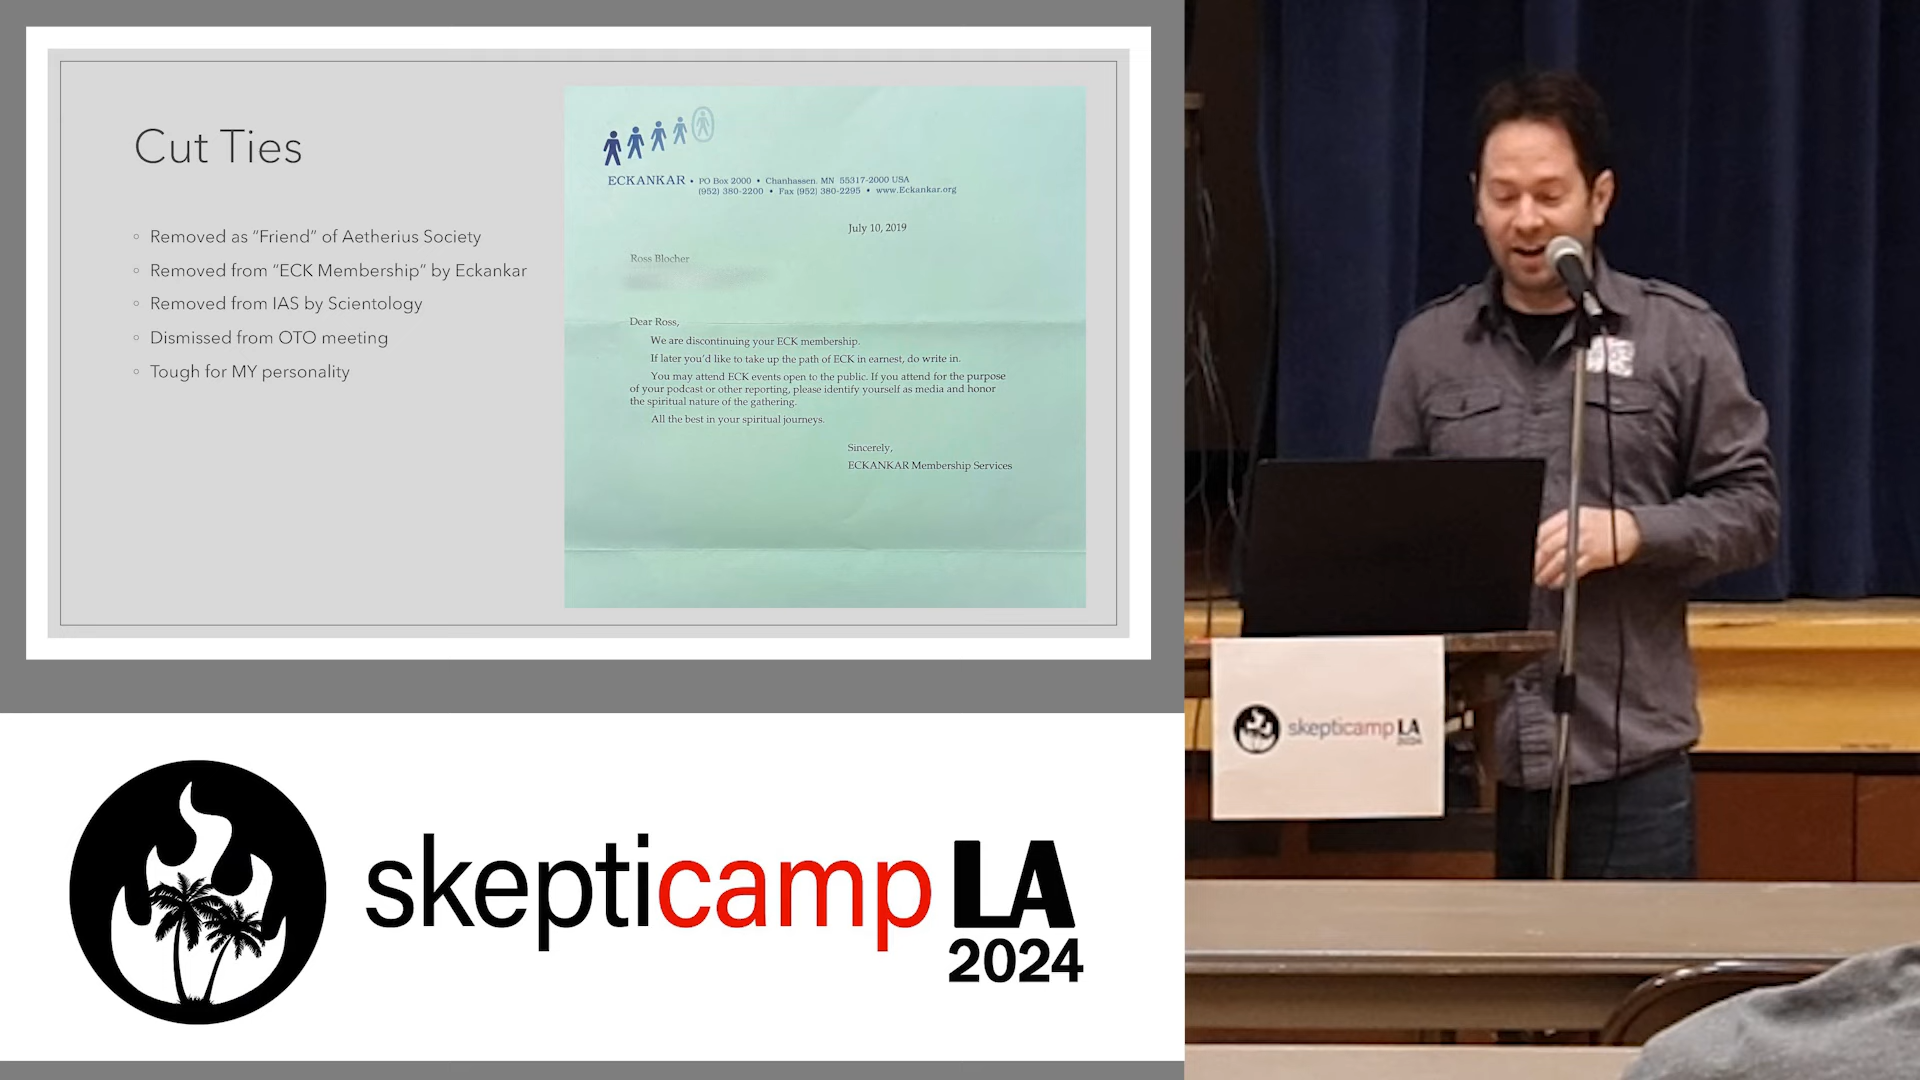 Cut Ties
Removed as “Friend” of Aetherius Society
Removed from “ECK Membership” by Eckankar
Removed from IAS by Scientology
Dismissed from OTO meeting
Tough for MY personality
ECKANKAR • PO Box 2000 • Chanhassen, MN 55317-2000 USA
(952) 380-2200 • Fax (952) 380-2295 • www.Eckankar.org
July 10, 2019
Ross Blocher
Dear Ross,
We are discontinuing your ECK membership.
If later you’d like to take up the path of ECK in earnest, do write in.
You may attend ECK events open to the public. If you attend for the purpose
of your podcast or other reporting, please identify yourself as media and honor
the spiritual nature of the gathering.
All the best in your spiritual journeys.
Sincerely,
ECKANKAR Membership Services
skepticamp LA
2024
skepticamp LA
2024